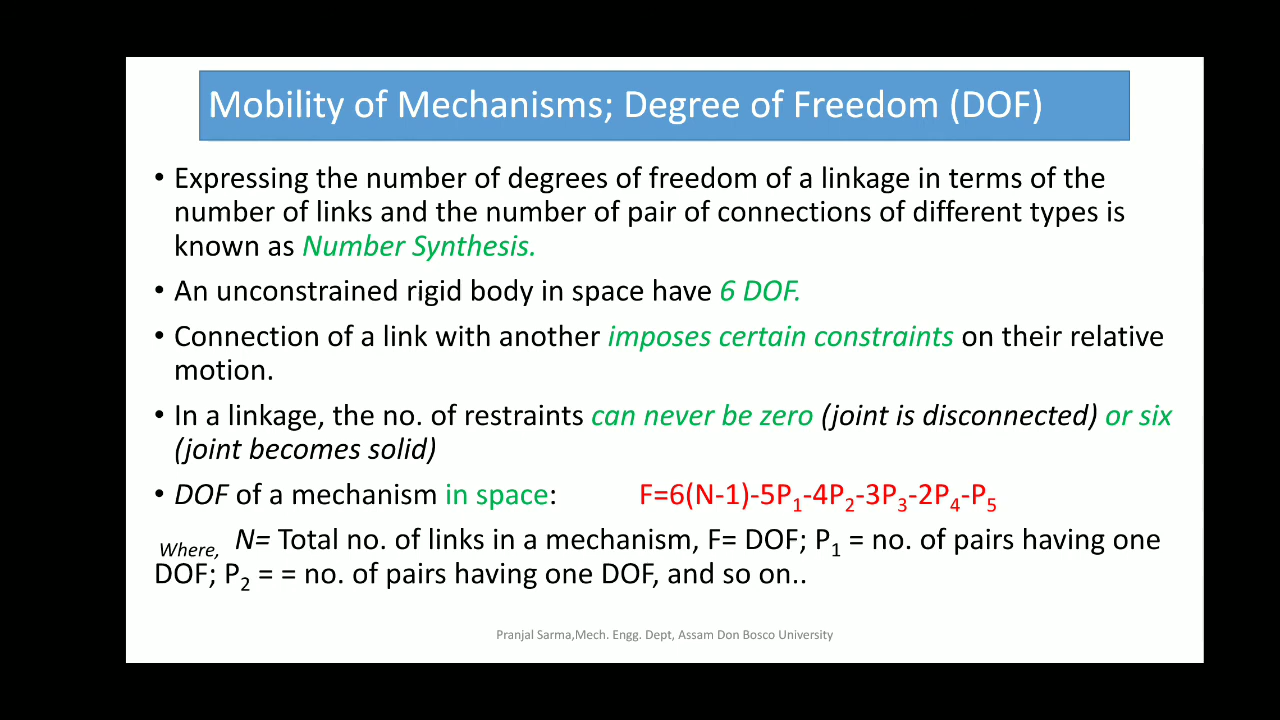 Mobility of Mechanisms; Degree of Freedom (DOF)
• Expressing the number of degrees of freedom of a linkage in terms of the
number of links and the number of pair of connections of different types is
known as Number Synthesis.
• An unconstrained rigid body in space have 6 DOF.
• Connection of a link with another imposes certain constraints on their relative
motion.
• In a linkage, the no. of restraints can never be zero (joint is disconnected) or six
(joint becomes solid)
• DOF of a mechanism in space: F=6(N-1)-5P₁-4P₂-3P₃-2P₄-P₅
Where, N= Total no. of links in a mechanism, F= DOF; P₁ = no. of pairs having one
DOF; P₂ = = no. of pairs having one DOF, and so on..
Pranjal Sarma,Mech. Engg. Dept, Assam Don Bosco University